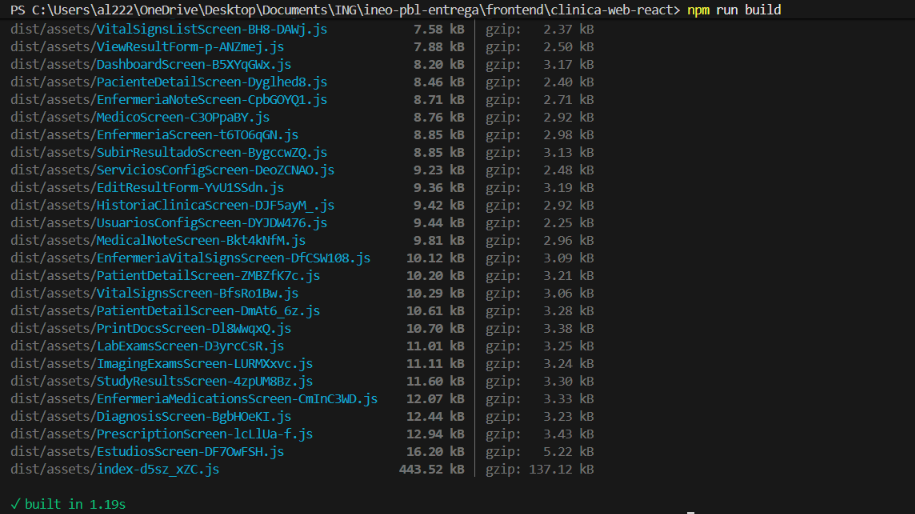 PS C:\Users\al222\OneDrive\Desktop\Documents\ING\ineo-pbl-entrega\frontend\clinica-web-react> npm run build
dist/assets/VitalSignsListScreen-BH8-DAWj.js 7.58 kB │ gzip: 2.37 kB
dist/assets/ViewResultForm-p-ANZmej.js 7.88 kB │ gzip: 2.50 kB
dist/assets/DashboardScreen-B5XYqGWx.js 8.20 kB │ gzip: 3.17 kB
dist/assets/PacienteDetailScreen-Dyglhed8.js 8.46 kB │ gzip: 2.40 kB
dist/assets/EnfermeriaNoteScreen-CpbGOYQ1.js 8.71 kB │ gzip: 2.71 kB
dist/assets/MedicoScreen-C3OPpaBY.js 8.76 kB │ gzip: 2.92 kB
dist/assets/EnfermeriaScreen-t6TO6qGN.js 8.85 kB │ gzip: 2.98 kB
dist/assets/SubirResultadoScreen-BygccwZQ.js 8.85 kB │ gzip: 3.13 kB
dist/assets/ServiciosConfigScreen-DeoZCNAO.js 9.23 kB │ gzip: 2.48 kB
dist/assets/EditResultForm-YvU1SSdn.js 9.36 kB │ gzip: 3.19 kB
dist/assets/HistoriaClinicaScreen-DJF5ayM_.js 9.42 kB │ gzip: 2.92 kB
dist/assets/UsuariosConfigScreen-DYJDW476.js 9.44 kB │ gzip: 2.25 kB
dist/assets/MedicalNoteScreen-Bkt4kNfM.js 9.81 kB │ gzip: 2.96 kB
dist/assets/EnfermeriaVitalSignsScreen-DfCSW108.js 10.12 kB │ gzip: 3.09 kB
dist/assets/PatientDetailScreen-ZMBZfK7c.js 10.20 kB │ gzip: 3.21 kB
dist/assets/VitalSignsScreen-BfsRo1Bw.js 10.29 kB │ gzip: 3.06 kB
dist/assets/PatientDetailScreen-DmAt6_6z.js 10.61 kB │ gzip: 3.28 kB
dist/assets/PrintDocsScreen-Dl8WwqxQ.js 10.70 kB │ gzip: 3.38 kB
dist/assets/LabExamsScreen-D3yrcCsR.js 11.01 kB │ gzip: 3.25 kB
dist/assets/ImagingExamsScreen-LURMXxvc.js 11.11 kB │ gzip: 3.24 kB
dist/assets/StudyResultsScreen-4zpUM8Bz.js 11.60 kB │ gzip: 3.30 kB
dist/assets/EnfermeriaMedicationsScreen-CmInC3WD.js 12.07 kB │ gzip: 3.33 kB
dist/assets/DiagnosisScreen-BgbHOeKI.js 12.44 kB │ gzip: 3.23 kB
dist/assets/PrescriptionScreen-lcLlUa-f.js 12.94 kB │ gzip: 3.43 kB
dist/assets/EstudiosScreen-DF7OwFSH.js 16.20 kB │ gzip: 5.22 kB
dist/assets/index-d5sz_xZC.js 443.52 kB │ gzip: 137.12 kB
✓ built in 1.19s